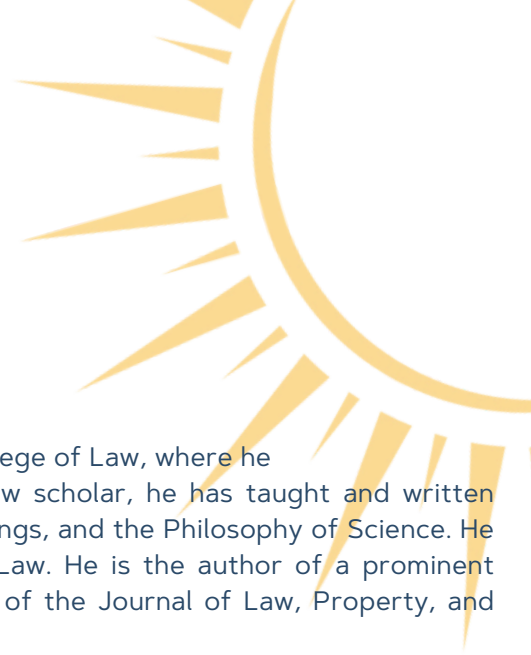 ege of Law, where he
w scholar, he has taught and written
ngs, and the Philosophy of Science. He
Law. He is the author of a prominent
of the Journal of Law, Property, and